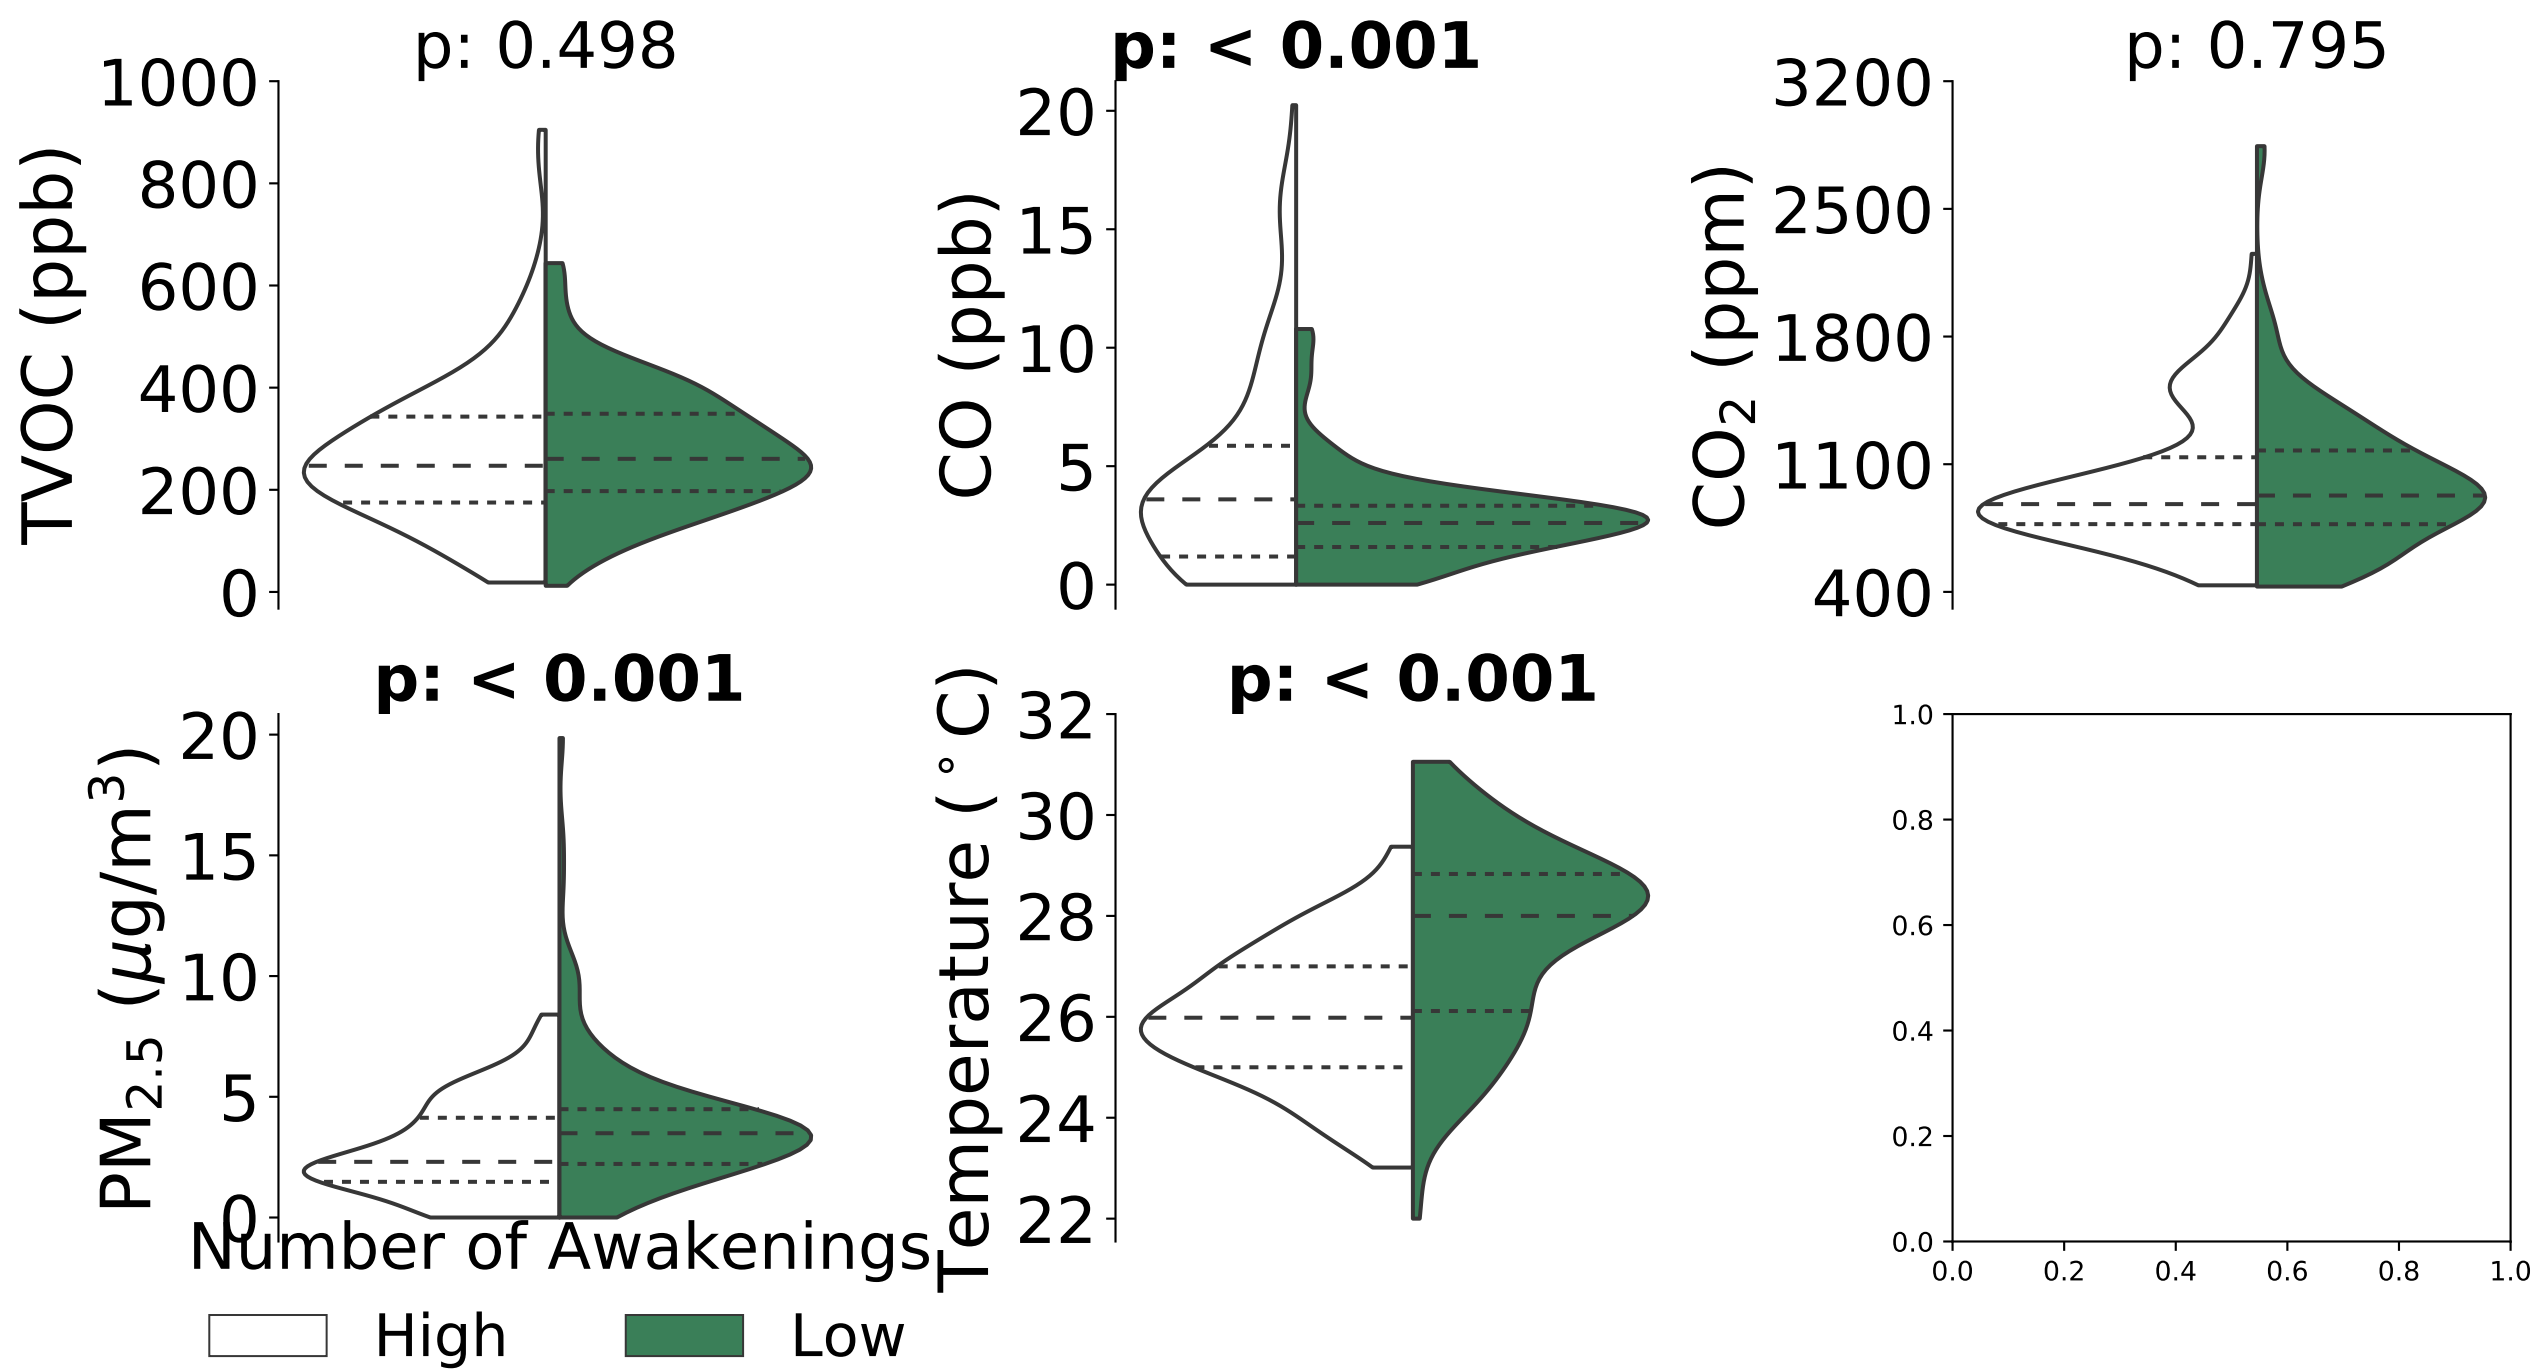 p: 0.498
TVOC (ppb)
1000
800
600
400
200
0
p: < 0.001
CO (ppb)
20
15
10
5
0
p: 0.795
CO₂ (ppm)
3200
2500
1800
1100
400
p: < 0.001
PM₂.₅ (μg/m³)
20
15
10
5
0
p: < 0.001
Temperature (°C)
32
30
28
26
24
22
1.0
0.8
0.6
0.4
0.2
0.0
0.0 0.2 0.4 0.6 0.8 1.0
Number of Awakenings
High Low